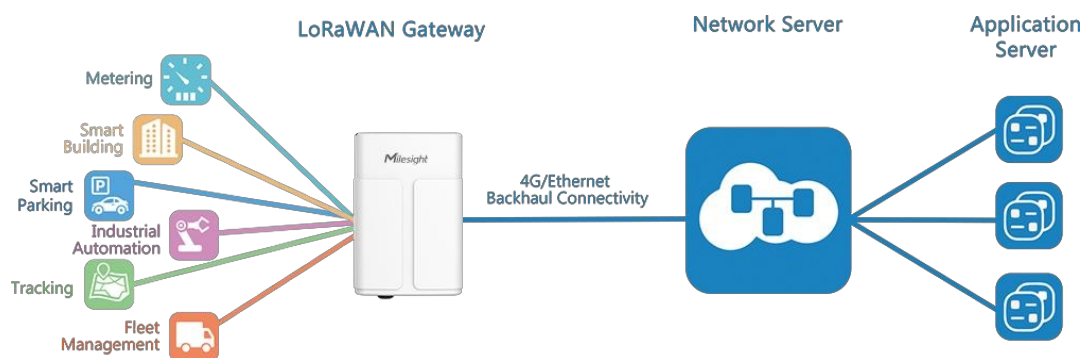 LoRaWAN Gateway
Network Server
Application
Server
Metering
Smart
Building
Smart
Parking
P
Industrial
Automation
Tracking
Fleet
Management
Milesight
4G/Ethernet
Backhaul Connectivity